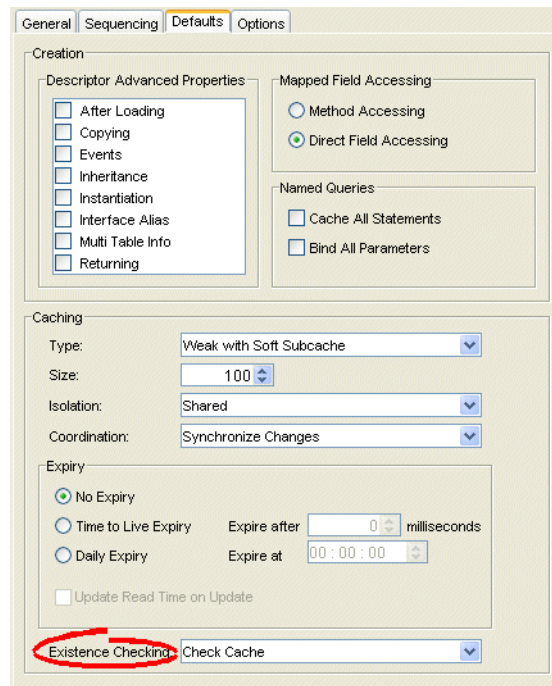 General Sequencing Defaults Options
Creation
Descriptor Advanced Properties
After Loading
Copying
Events
Inheritance
Instantiation
Interface Alias
Multi Table Info
Returning
Mapped Field Accessing
Method Accessing
Direct Field Accessing
Named Queries
Cache All Statements
Bind All Parameters
Caching
Type: Weak with Soft Subcache
Size: 100
Isolation: Shared
Coordination: Synchronize Changes
Expiry
No Expiry
Time to Live Expiry Expire after 0 milliseconds
Daily Expiry Expire at 00:00:00
Update Read Time on Update
Existence Checking Check Cache